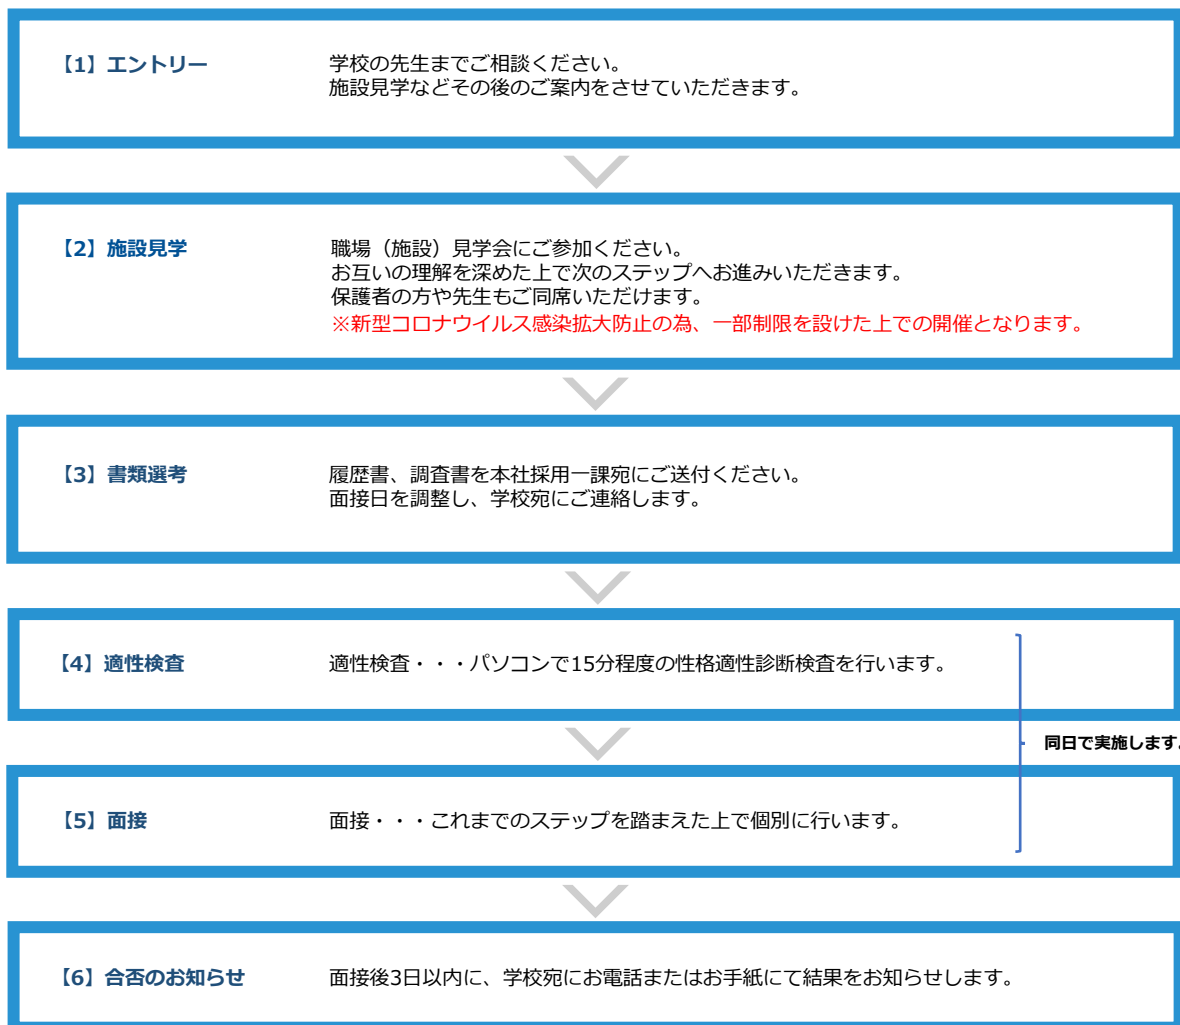 【1】エントリー
学校の先生までご相談ください。
施設見学などその後のご案内をさせていただきます。
【2】施設見学
職場（施設）見学会にご参加ください。
お互いの理解を深めた上で次のステップへお進みいただきます。
保護者の方や先生もご同席いただけます。
※新型コロナウイルス感染拡大防止の為、一部制限を設けた上での開催となります。
【3】書類選考
履歴書、調査書を本社採用一課宛にご送付ください。
面接日を調整し、学校宛にご連絡します。
【4】適性検査
適性検査・・・パソコンで15分程度の性格適性診断検査を行います。
同日で実施します。
【5】面接
面接・・・これまでのステップを踏まえた上で個別に行います。
【6】合否のお知らせ
面接後3日以内に、学校宛にお電話またはお手紙にて結果をお知らせします。